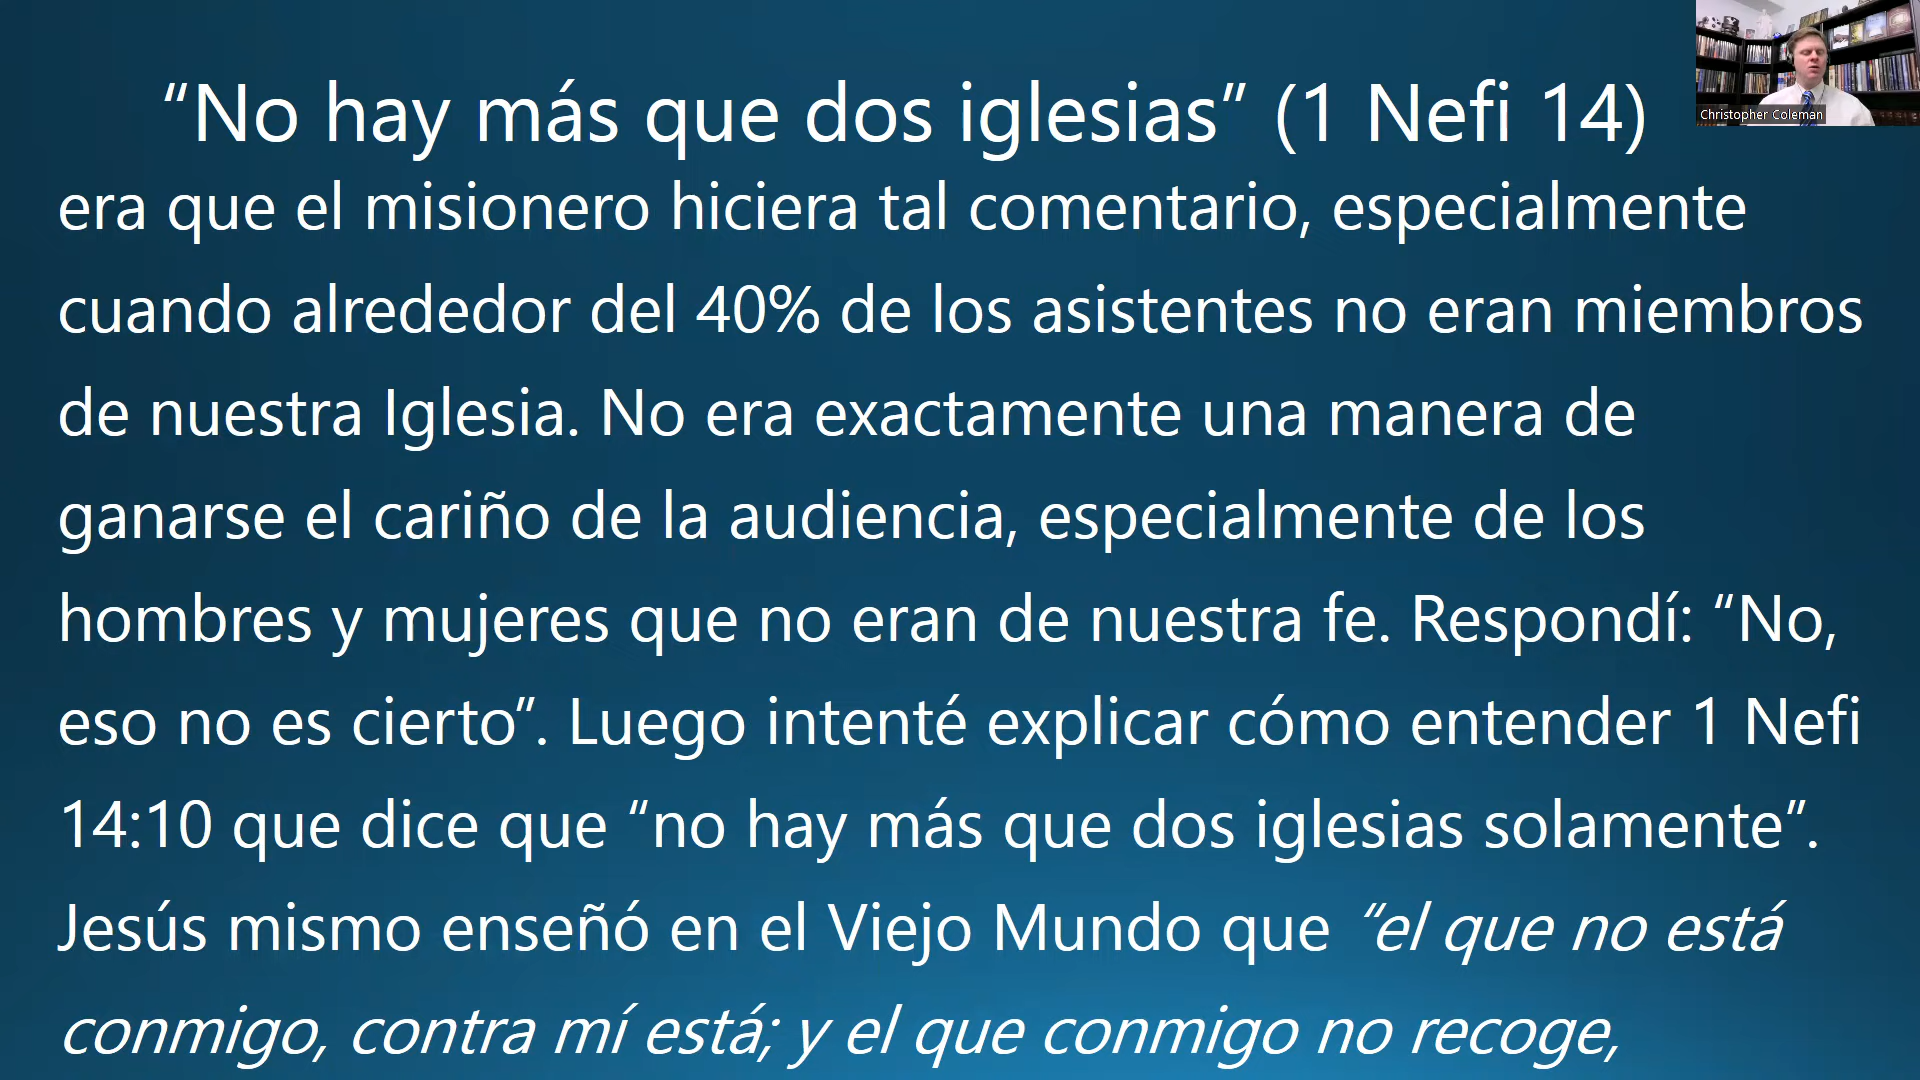 “No hay más que dos iglesias” (1 Nefi 14)
Christopher Coleman
era que el misionero hiciera tal comentario, especialmente
cuando alrededor del 40% de los asistentes no eran miembros
de nuestra Iglesia. No era exactamente una manera de
ganarse el cariño de la audiencia, especialmente de los
hombres y mujeres que no eran de nuestra fe. Respondí: “No,
eso no es cierto”. Luego intenté explicar cómo entender 1 Nefi
14:10 que dice que “no hay más que dos iglesias solamente”.
Jesús mismo enseñó en el Viejo Mundo que “el que no está
conmigo, contra mí está; y el que conmigo no recoge,